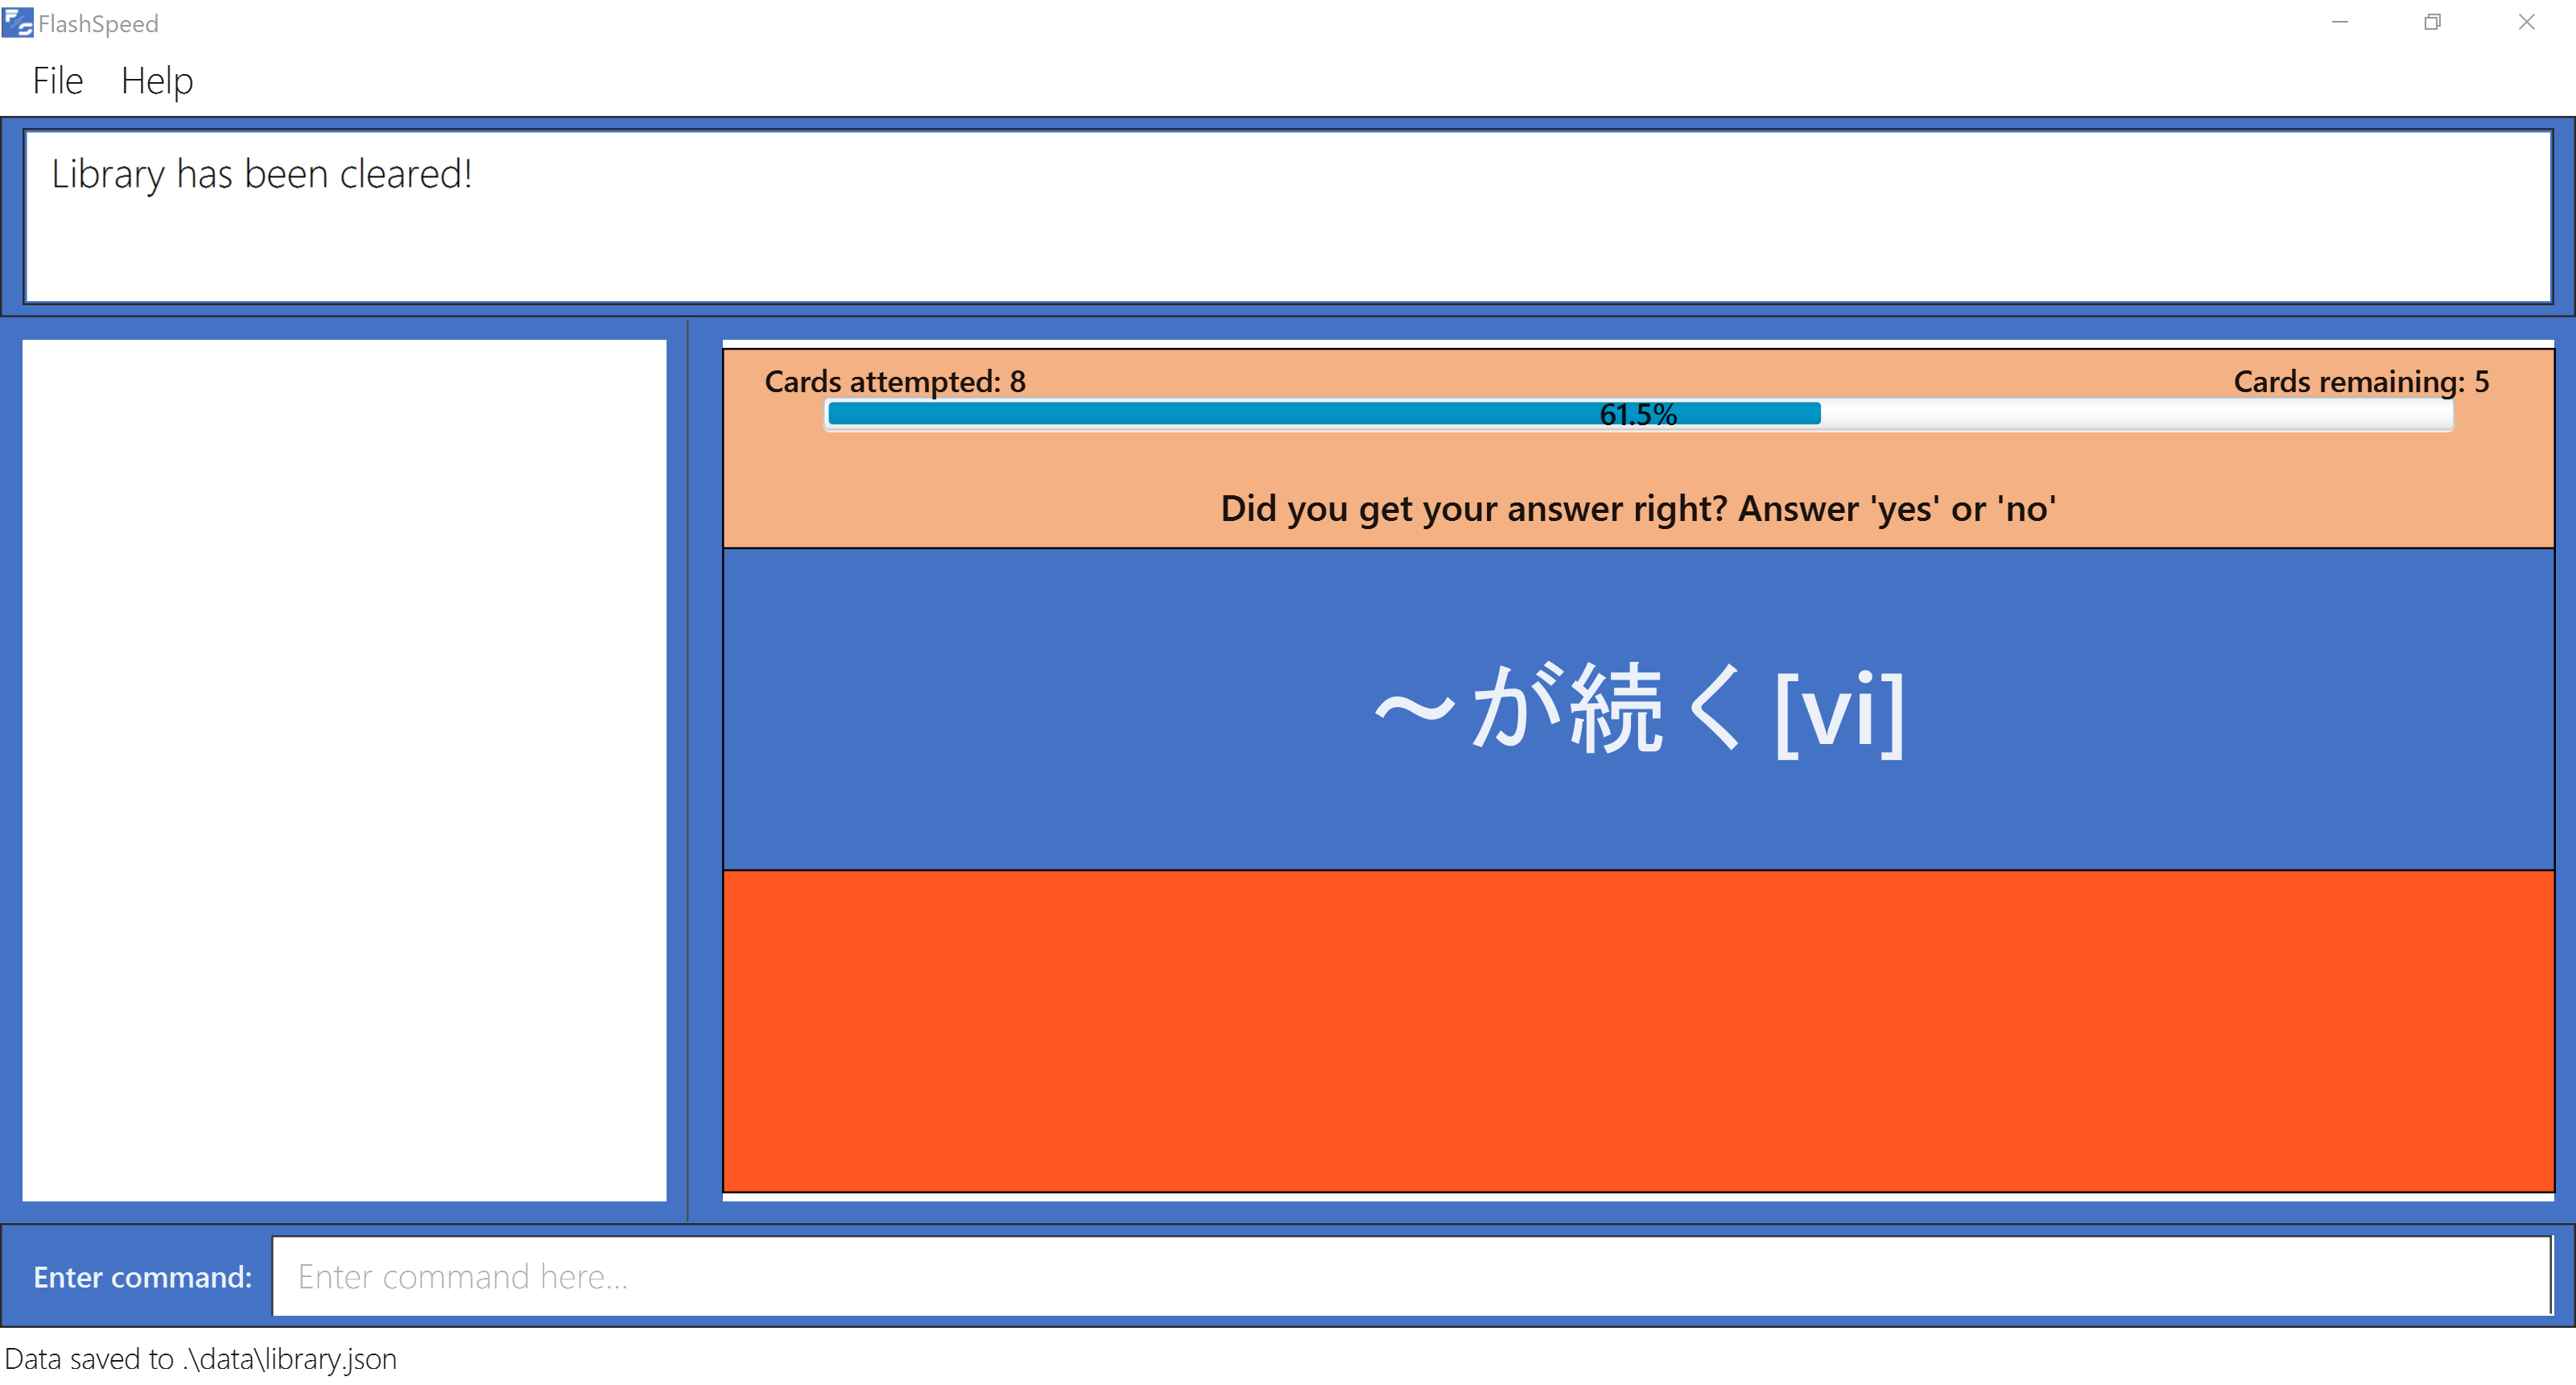 FlashSpeed
File Help
Library has been cleared!
Cards attempted: 8 Cards remaining: 5
61.5%
Did you get your answer right? Answer 'yes' or 'no'
～が続く[vi]
Enter command: Enter command here...
Data saved to .\data\library.json